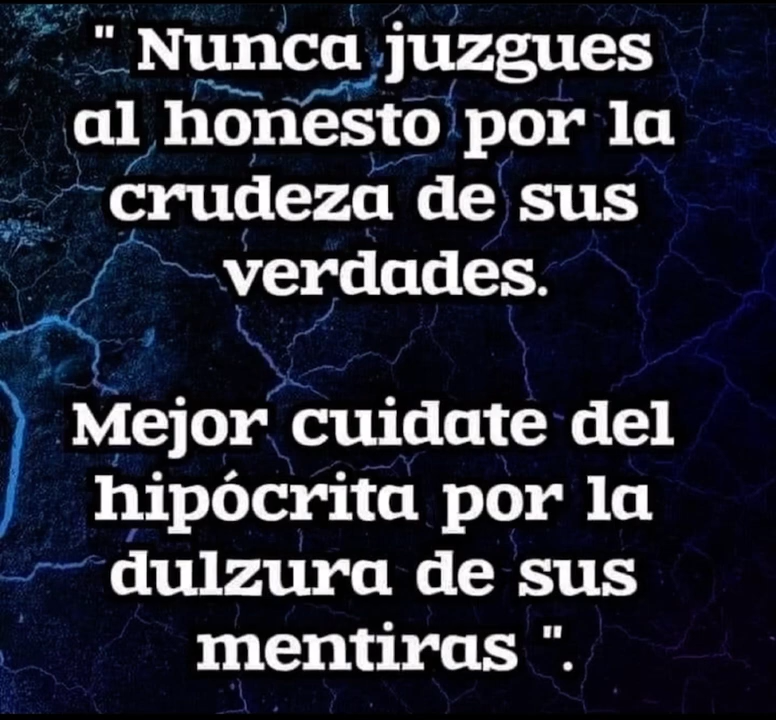 " Nunca juzgues
al honesto por la
crudeza de sus
verdades.
Mejor cuidate del
hipócrita por la
dulzura de sus
mentiras ".